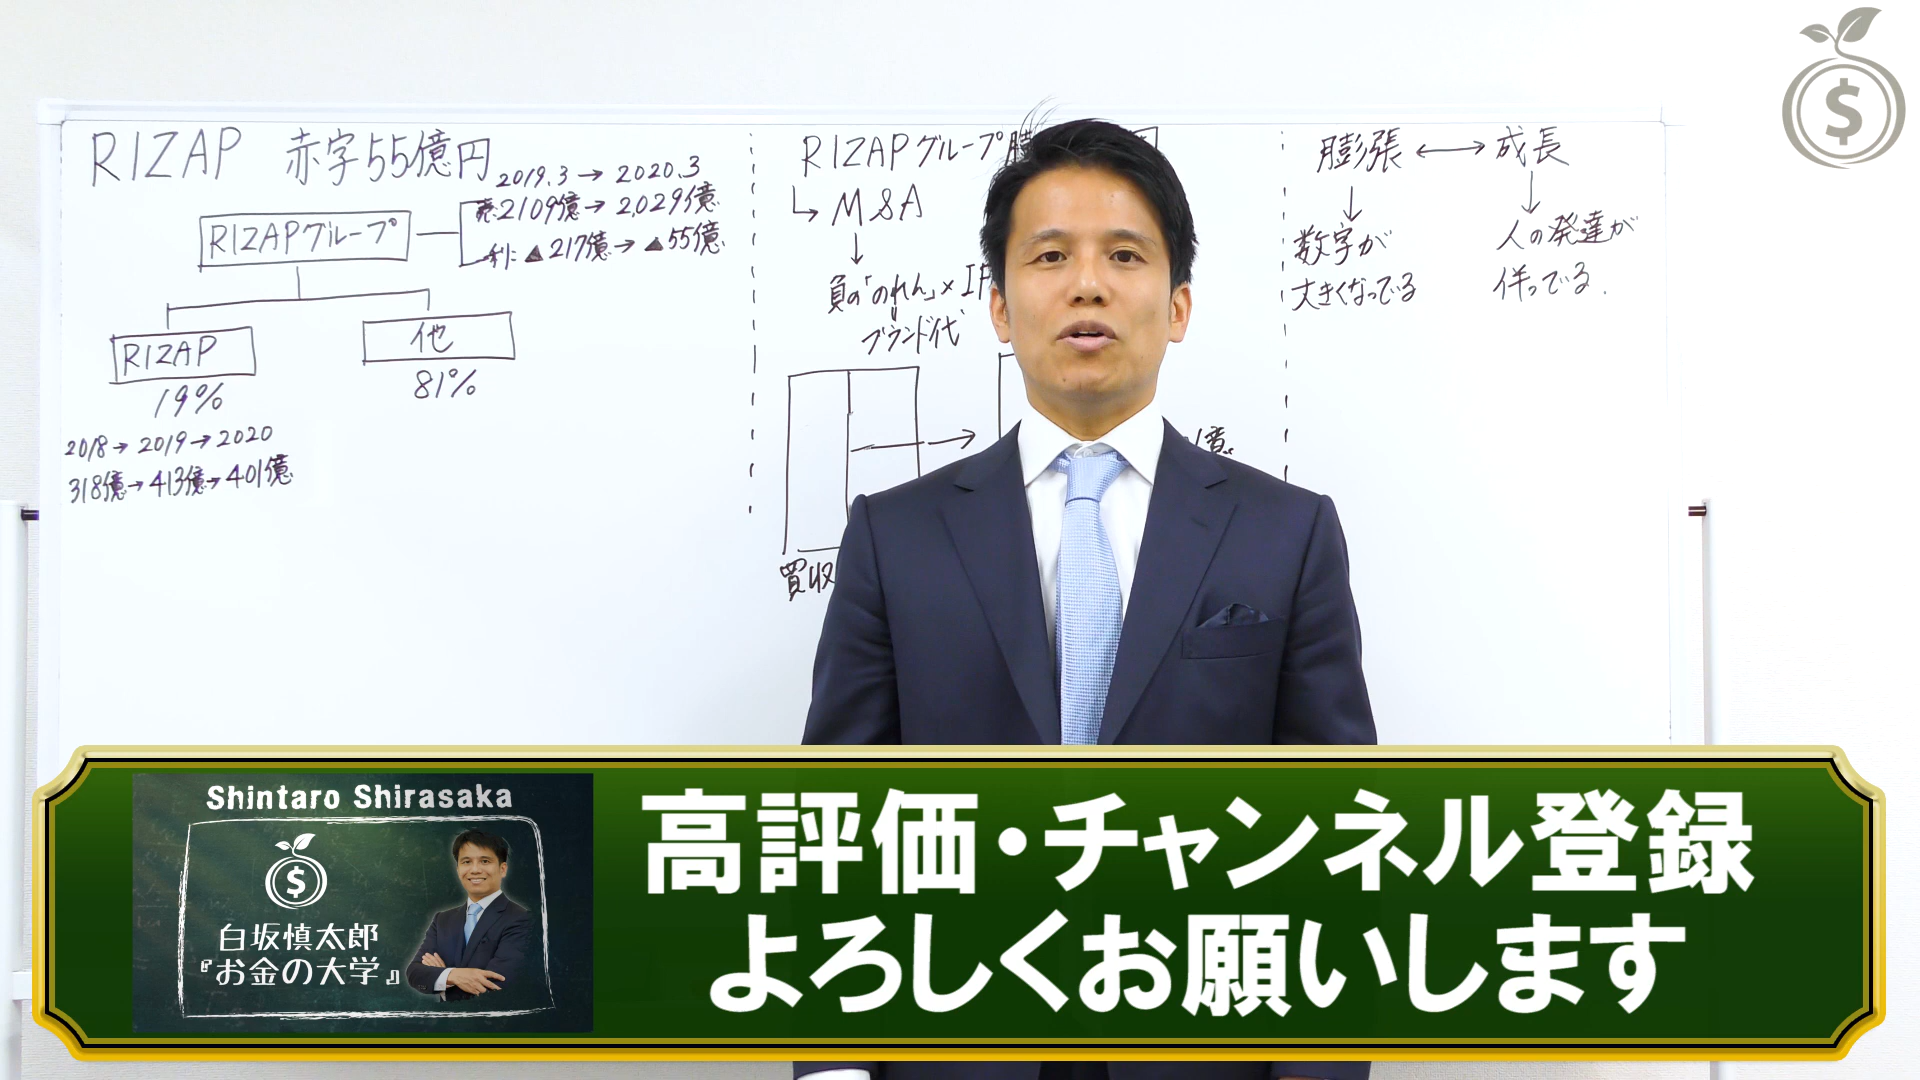 RIZAP 赤字55億円
2019.3 → 2020.3
売:2109億 → 2,029億
利: ▲217億 → ▲55億
RIZAPグループ
RIZAP
他
19%
81%
2018 → 2019 → 2020
318億 → 413億 → 401億
RIZAPグループ膨
↳ M&A
↓
負の「のれん」×
ブランド代
→
億
買収
膨張 ←→ 成長
↓ ↓
数字が
大きくなってる
人の発達が
伴ってる.
$
Shintaro Shirasaka
$
白坂慎太郎
『お金の大学』
高評価・チャンネル登録
よろしくお願いします